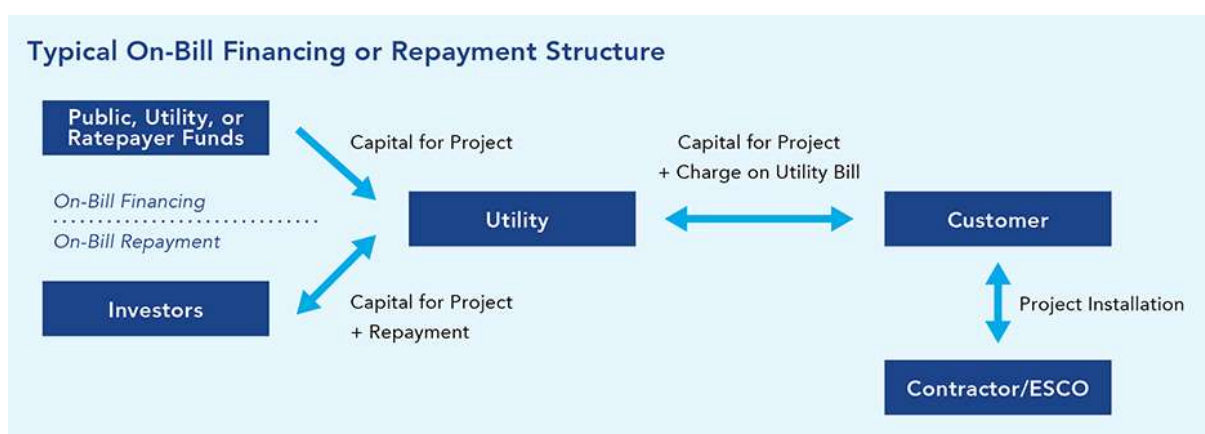 Typical On-Bill Financing or Repayment Structure
Public, Utility, or
Ratepayer Funds
Capital for Project
Capital for Project
+ Charge on Utility Bill
On-Bill Financing
On-Bill Repayment
Utility
Customer
Investors
Capital for Project
+ Repayment
Project Installation
Contractor/ESCO